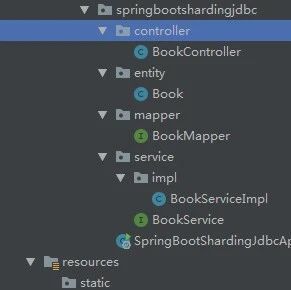 springbootshardingjdbc
controller
BookController
entity
Book
mapper
BookMapper
service
impl
BookServiceImpl
BookService
SpringBootShardingJdbcAp
resources
static